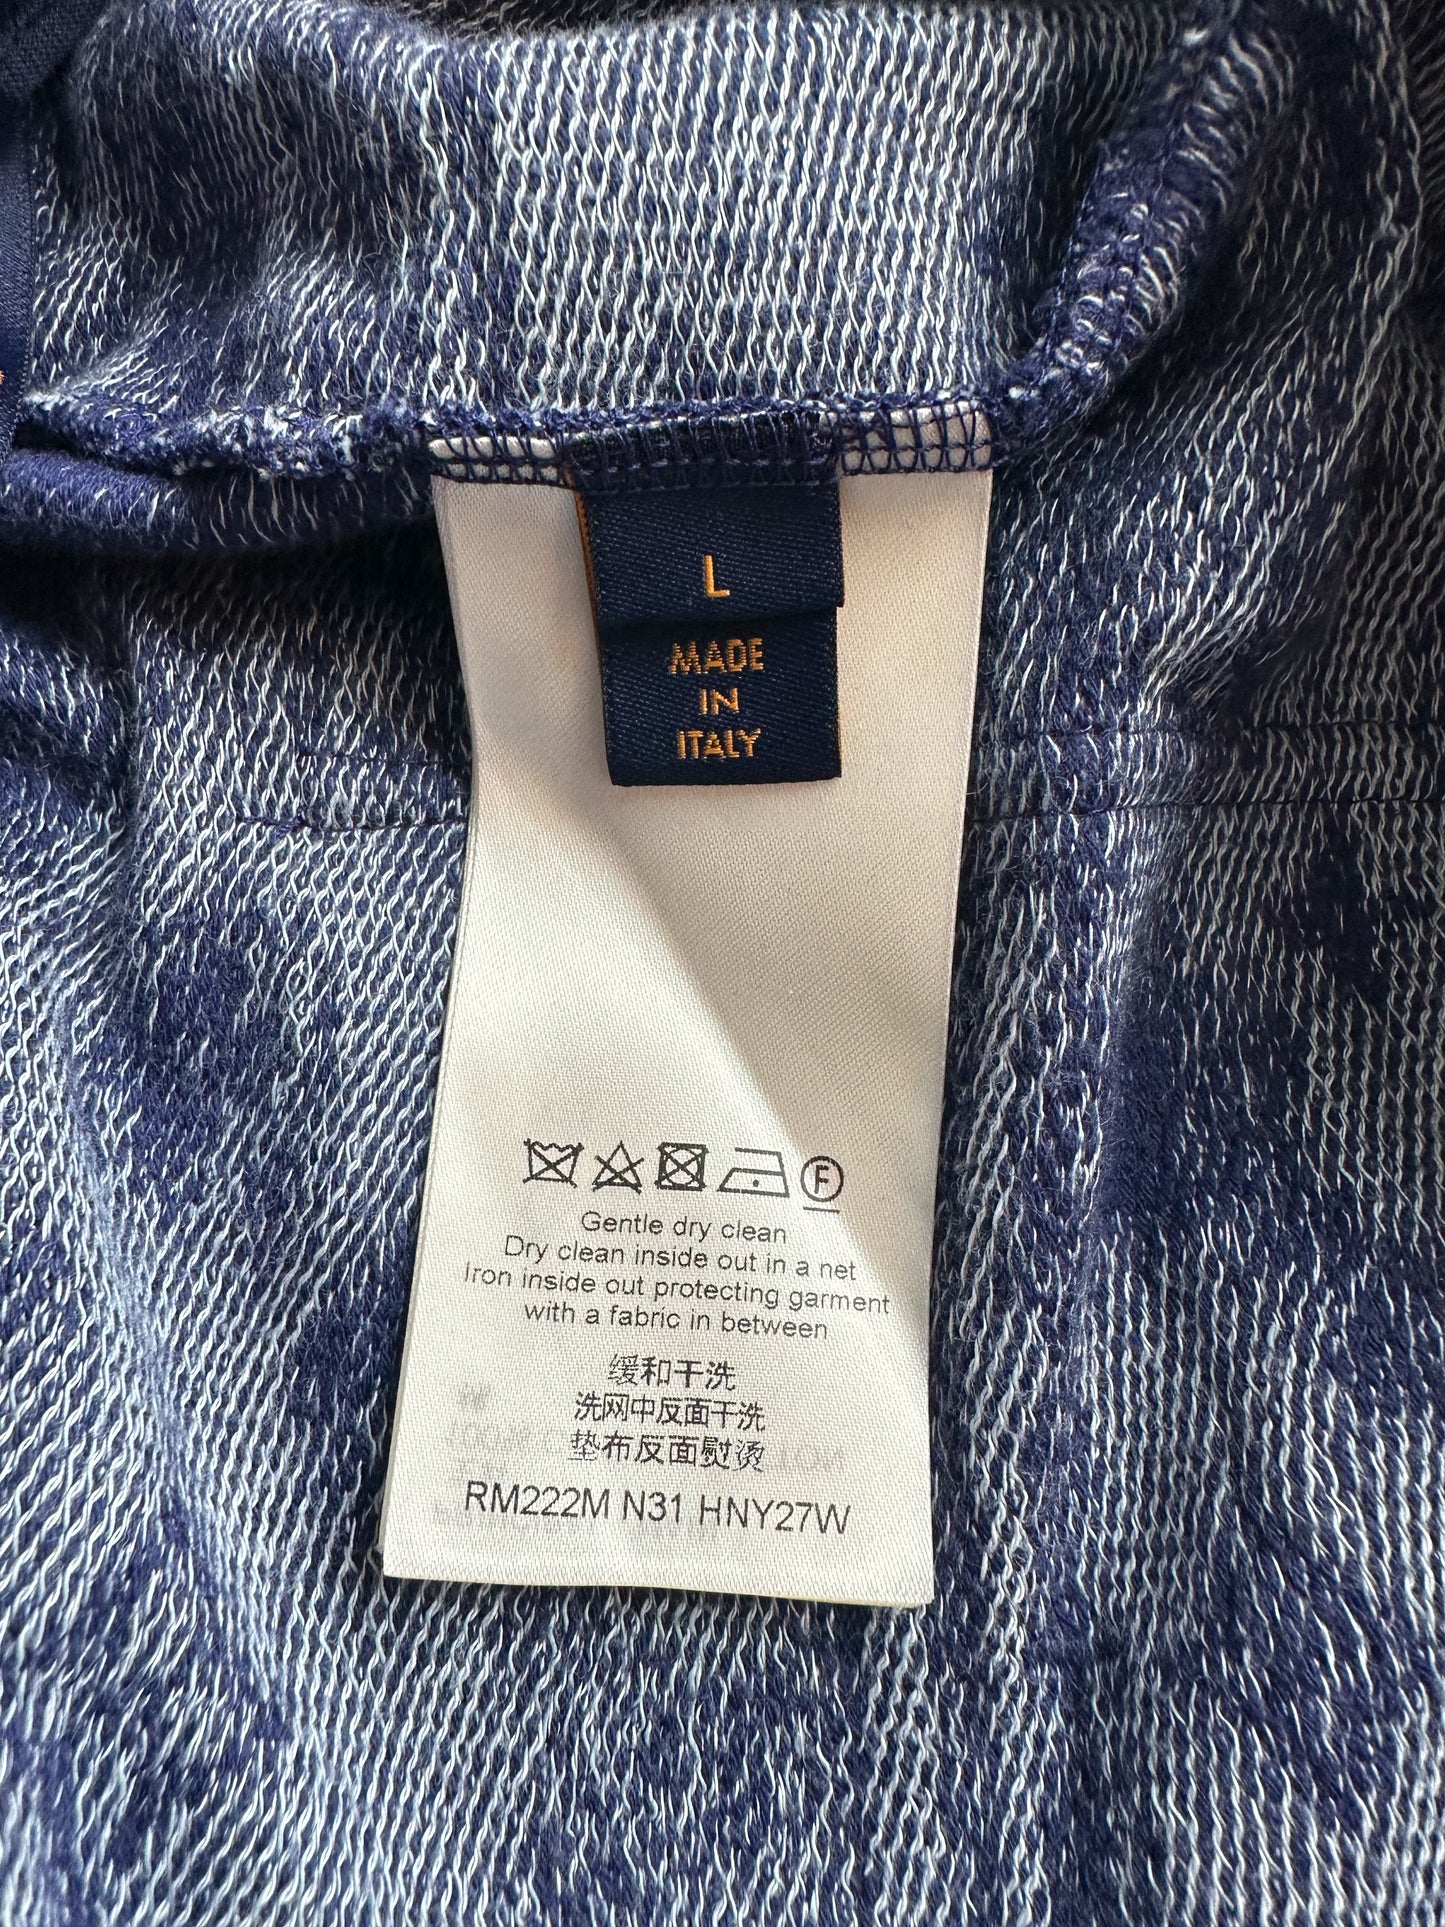 L
MADE
IN
ITALY
F
Gentle dry clean
Dry clean inside out in a net
Iron inside out protecting garment
with a fabric in between
缓和干洗
洗网中反面干洗
垫布反面熨烫
RM222M N31 HNY27W